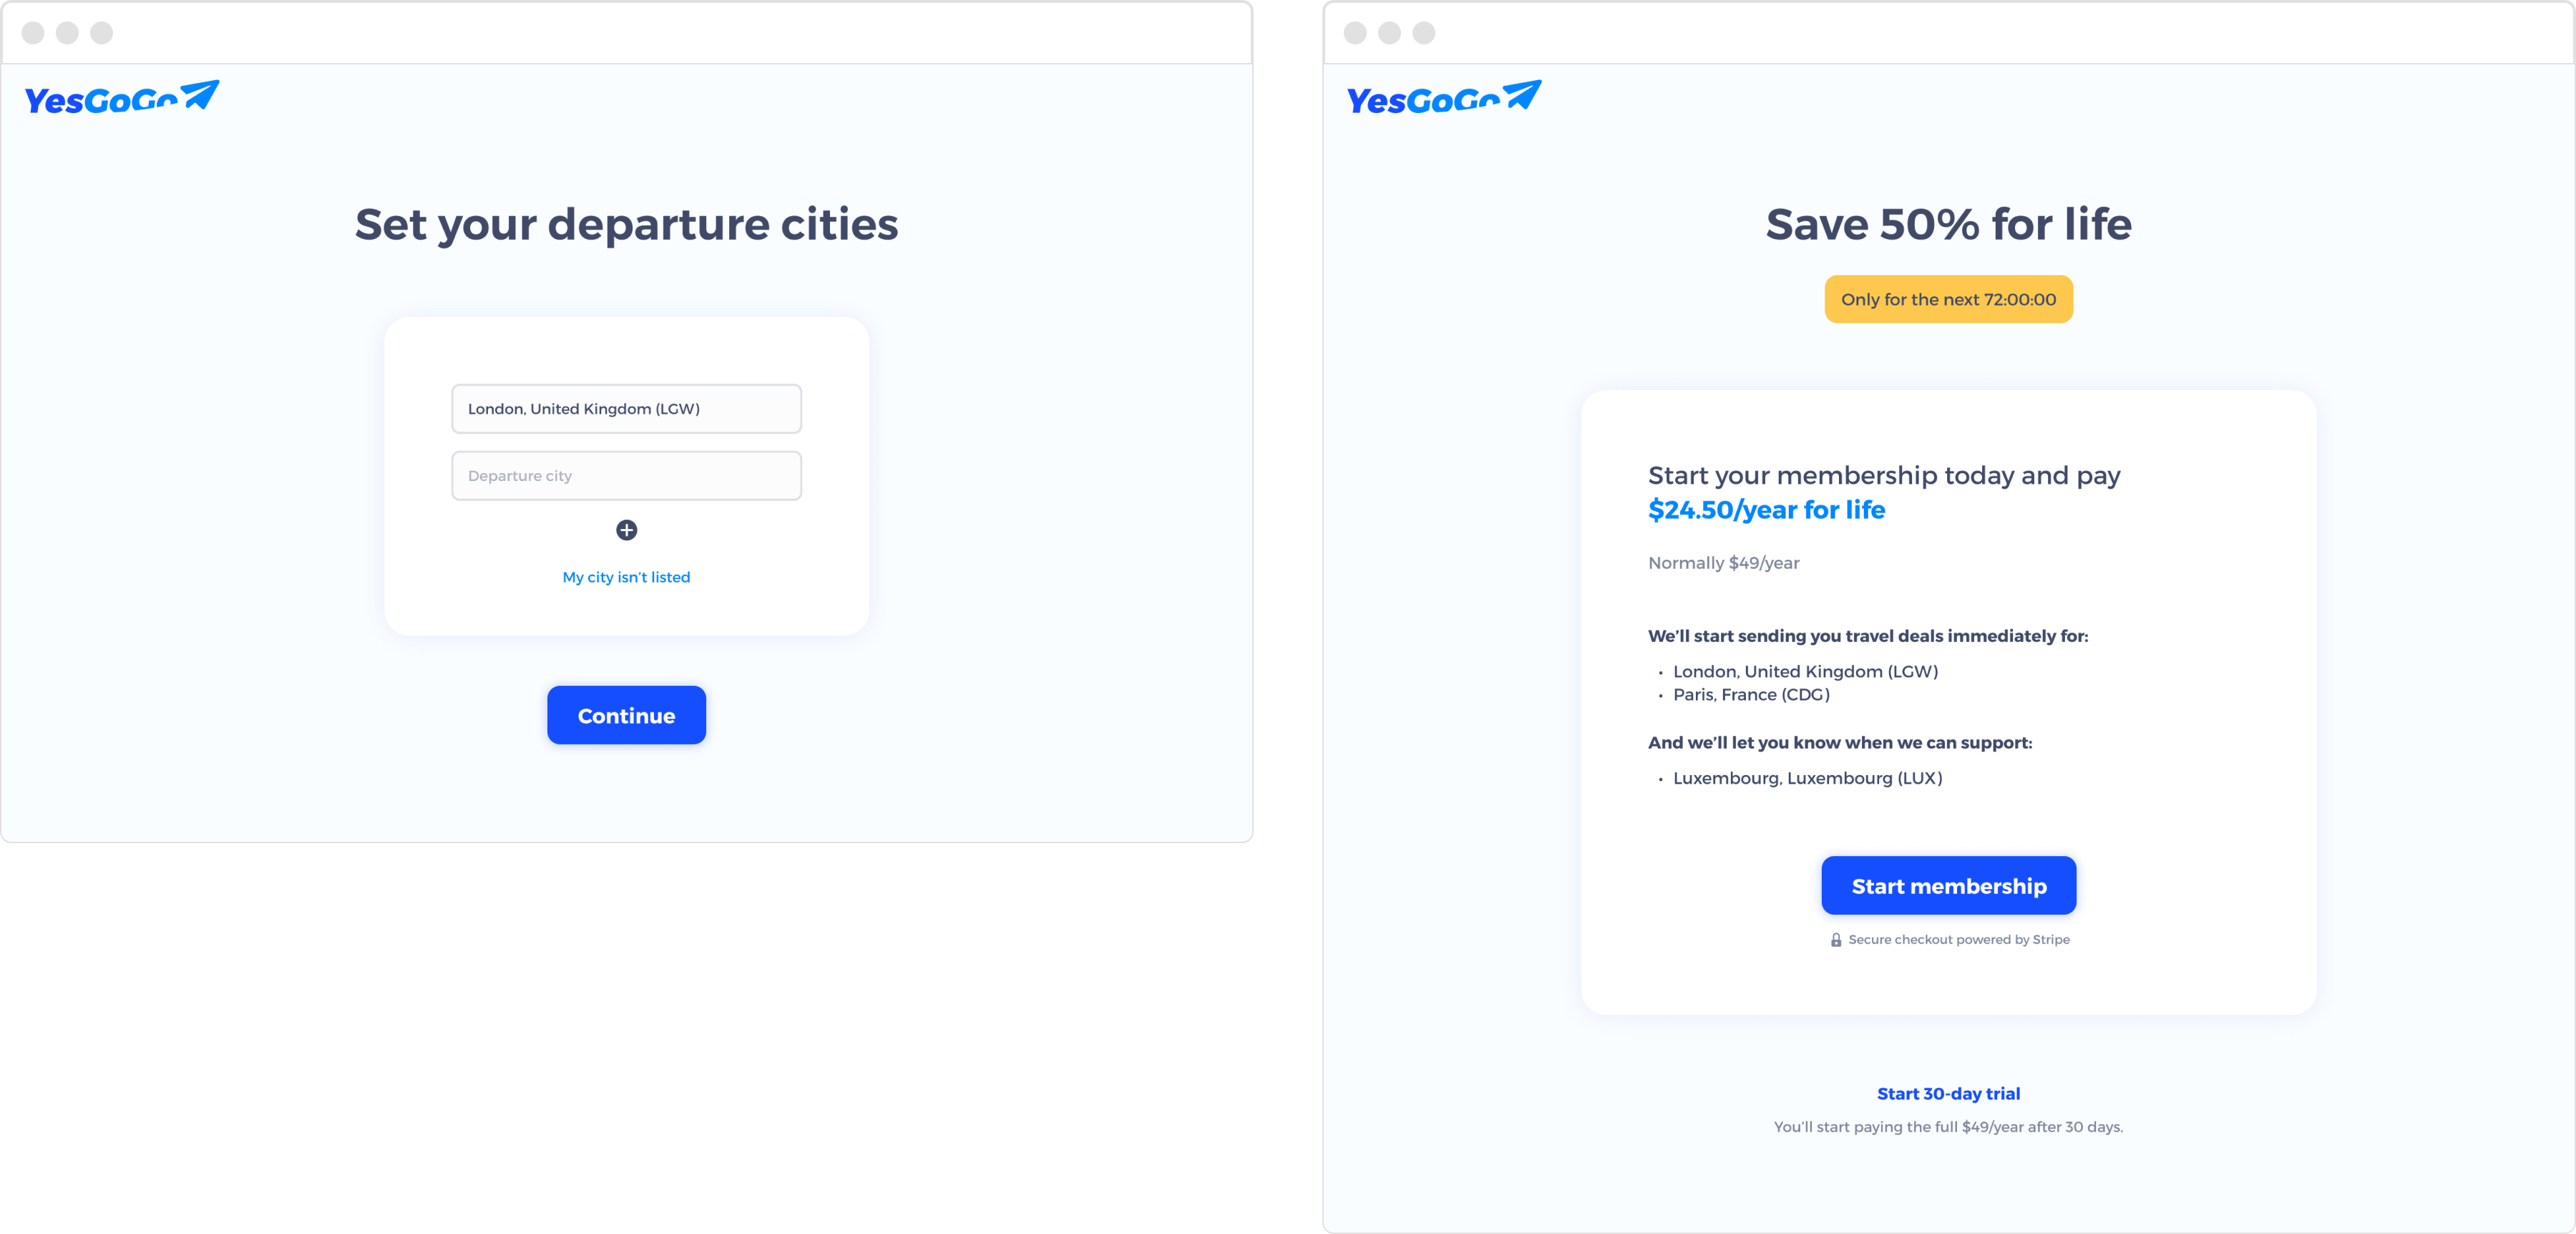 YesGoGo
Set your departure cities
London, United Kingdom (LGW)
Departure city
My city isn't listed
Continue
YesGoGo
Save 50% for life
Only for the next 72:00:00
Start your membership today and pay
$24.50/year for life
Normally $49/year
We'll start sending you travel deals immediately for:
• London, United Kingdom (LGW)
• Paris, France (CDG)
And we'll let you know when we can support:
• Luxembourg, Luxembourg (LUX)
Start membership
Secure checkout powered by Stripe
Start 30-day trial
You'll start paying the full $49/year after 30 days.